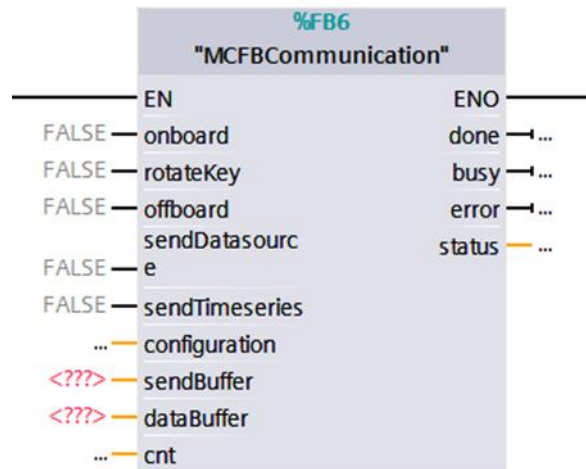 %FB6
"MCFBCommunication"
EN ENO
FALSE onboard done ...
FALSE rotateKey busy ...
FALSE offboard error ...
sendDatasourc status ...
FALSE e
FALSE sendTimeseries
... configuration
<???> sendBuffer
<???> dataBuffer
... cnt